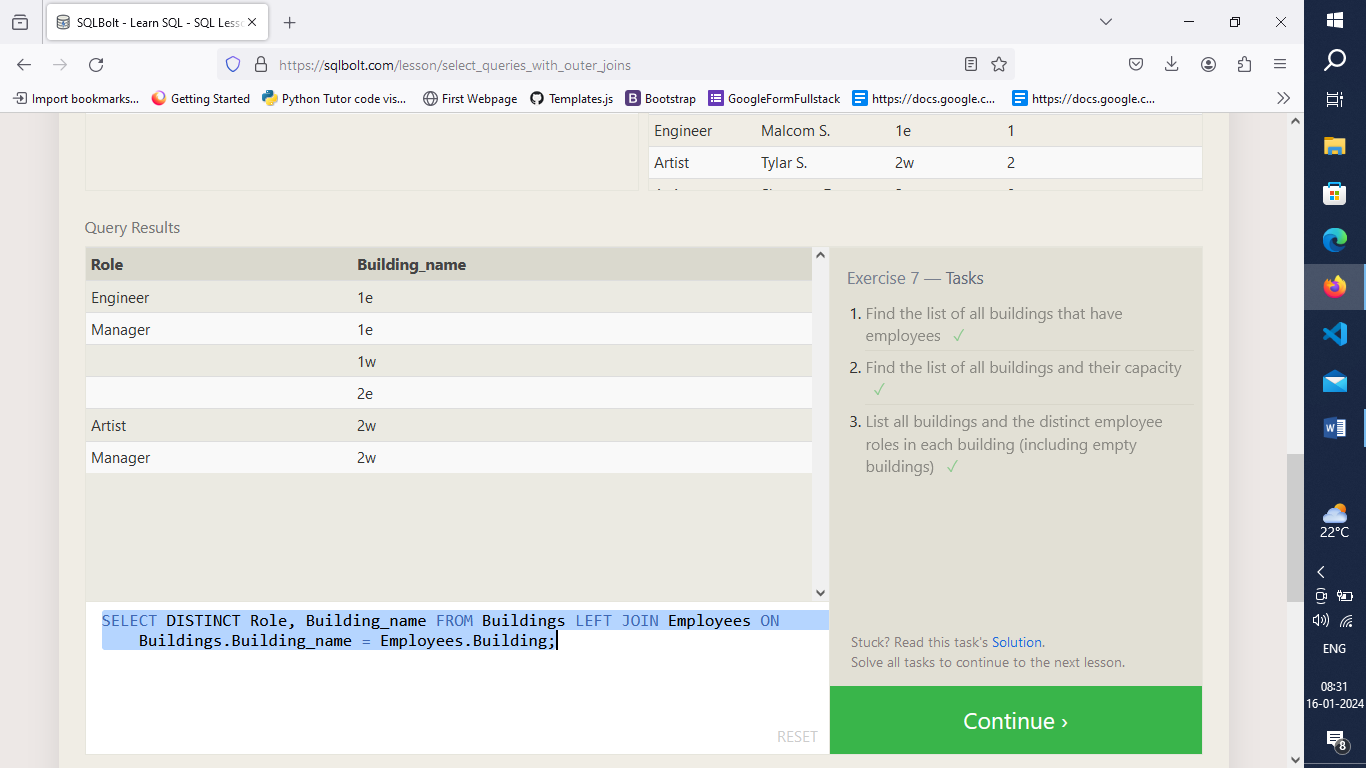 SQLBolt - Learn SQL - SQL Less
https://sqlbolt.com/lesson/select_queries_with_outer_joins
Import bookmarks...
Getting Started
Python Tutor code vis...
First Webpage
Templates.js
Bootstrap
GoogleFormFullstack
https://docs.google.c...
https://docs.google.c...
Engineer Malcom S. 1e 1
Artist Tylar S. 2w 2
Query Results
Role Building_name
Engineer 1e
Manager 1e
1w
2e
Artist 2w
Manager 2w
Exercise 7 — Tasks
1. Find the list of all buildings that have
employees ✓
2. Find the list of all buildings and their capacity
✓
3. List all buildings and the distinct employee
roles in each building (including empty
buildings) ✓
SELECT DISTINCT Role, Building_name FROM Buildings LEFT JOIN Employees ON
Buildings.Building_name = Employees.Building;
RESET
Stuck? Read this task's Solution.
Solve all tasks to continue to the next lesson.
Continue ›
22°C
ENG
08:31
16-01-2024
8